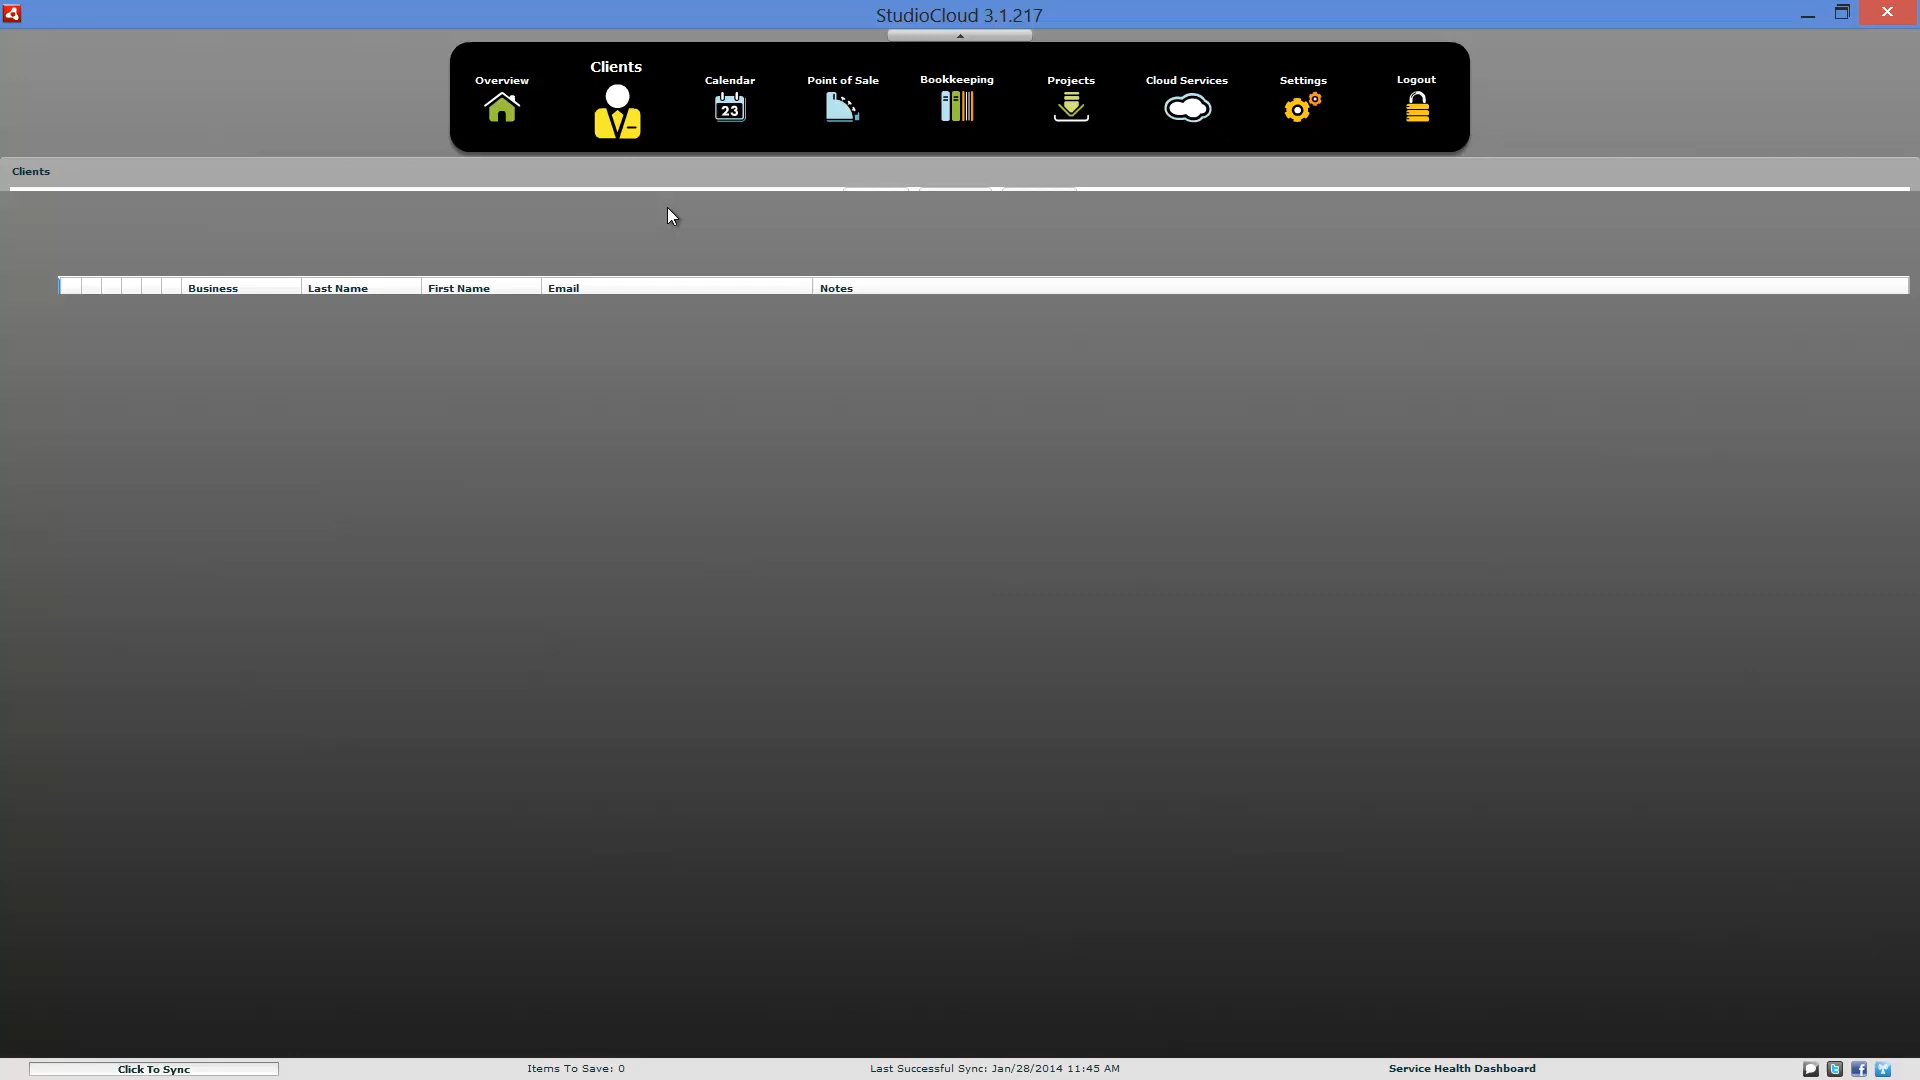 StudioCloud 3.1.217
Overview
Clients
Calendar
Point of Sale
Bookkeeping
Projects
Cloud Services
Settings
Logout
23
Clients
Business Last Name First Name Email Notes
Click To Sync Items To Save: 0 Last Successful Sync: Jan/28/2014 11:45 AM Service Health Dashboard